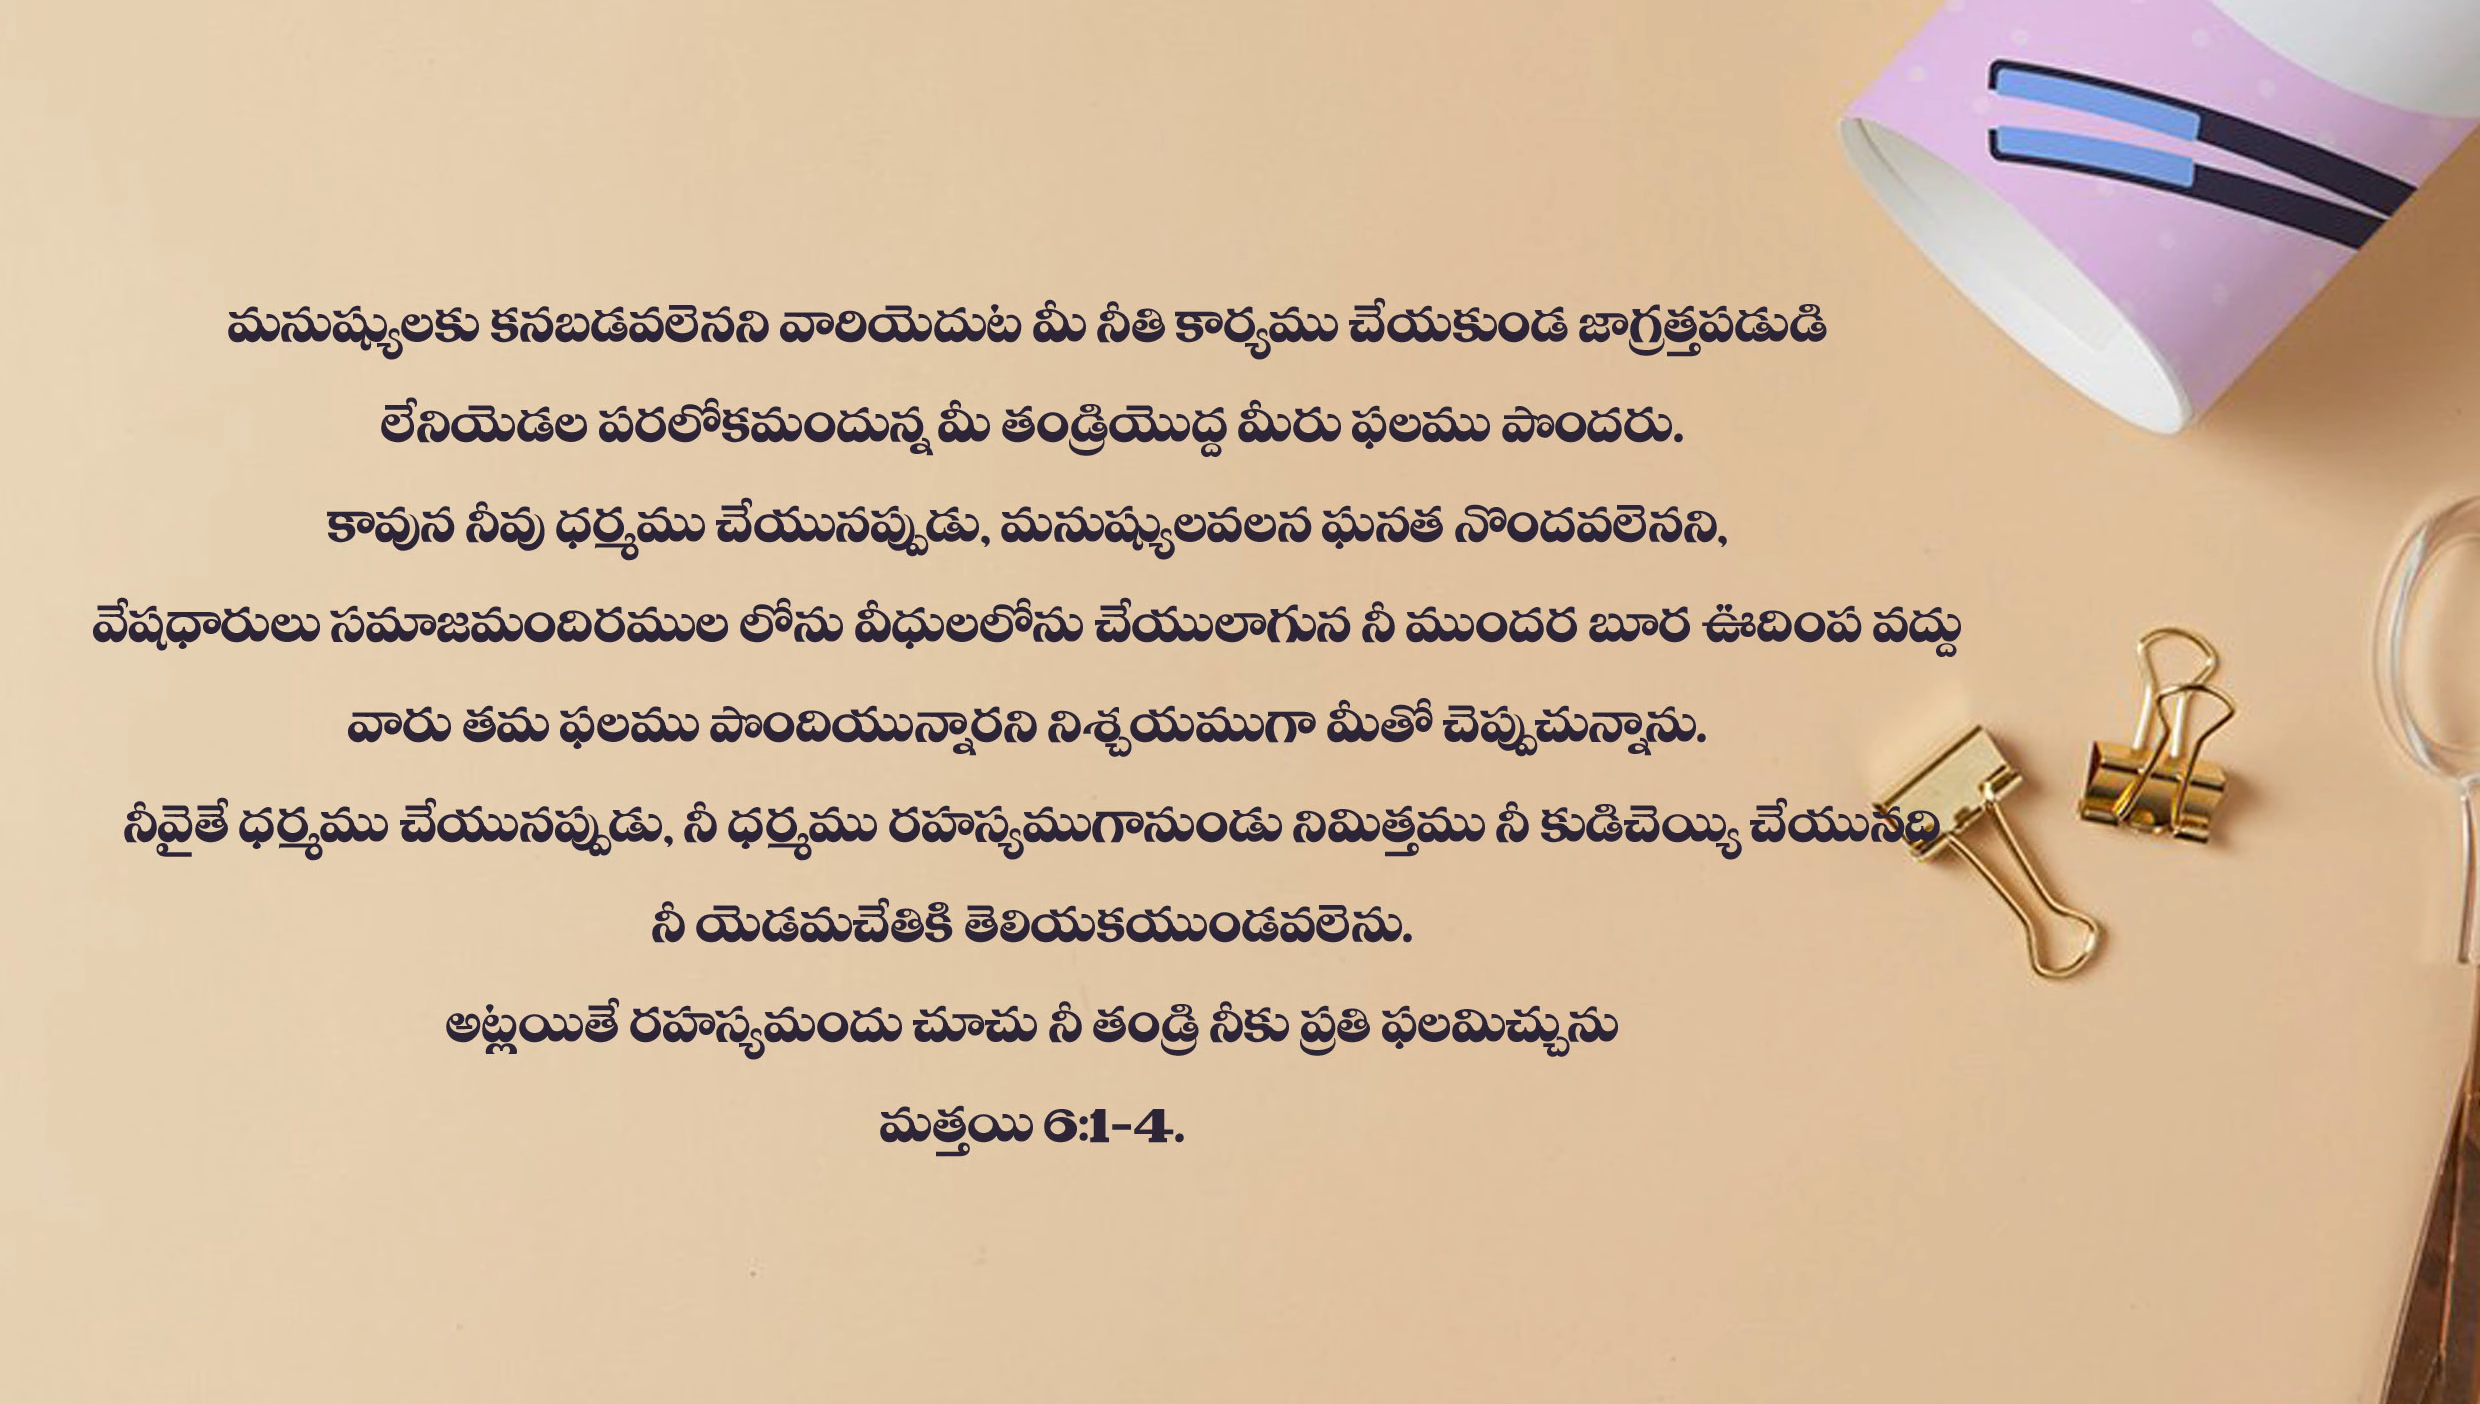 మనుష్యులకు కనబడవలెనని వారియెదుట మీ నీతి కార్యము చేయకుండ జాగ్రత్తపడుడి
లేనియెడల పరలోకమందున్న మీ తండ్రియొద్ద మీరు ఫలము పొందరు.
కావున నీవు ధర్మము చేయునప్పుడు, మనుష్యులవలన ఘనత నొందవలెనని,
వేషధారులు సమాజమందిరముల లోను వీధులలోను చేయులాగున నీ ముందర బూర ఊదింప వద్దు
వారు తమ ఫలము పొందియున్నారని నిశ్చయముగా మీతో చెప్పుచున్నాను.
నీవైతే ధర్మము చేయునప్పుడు, నీ ధర్మము రహస్యముగానుండు నిమిత్తము నీ కుడిచెయ్యి చేయునది
నీ యెడమచేతికి తెలియకయుండవలెను.
అట్లయితే రహస్యమందు చూచు నీ తండ్రి నీకు ప్రతి ఫలమిచ్చును
మత్తయి 6:1-4.